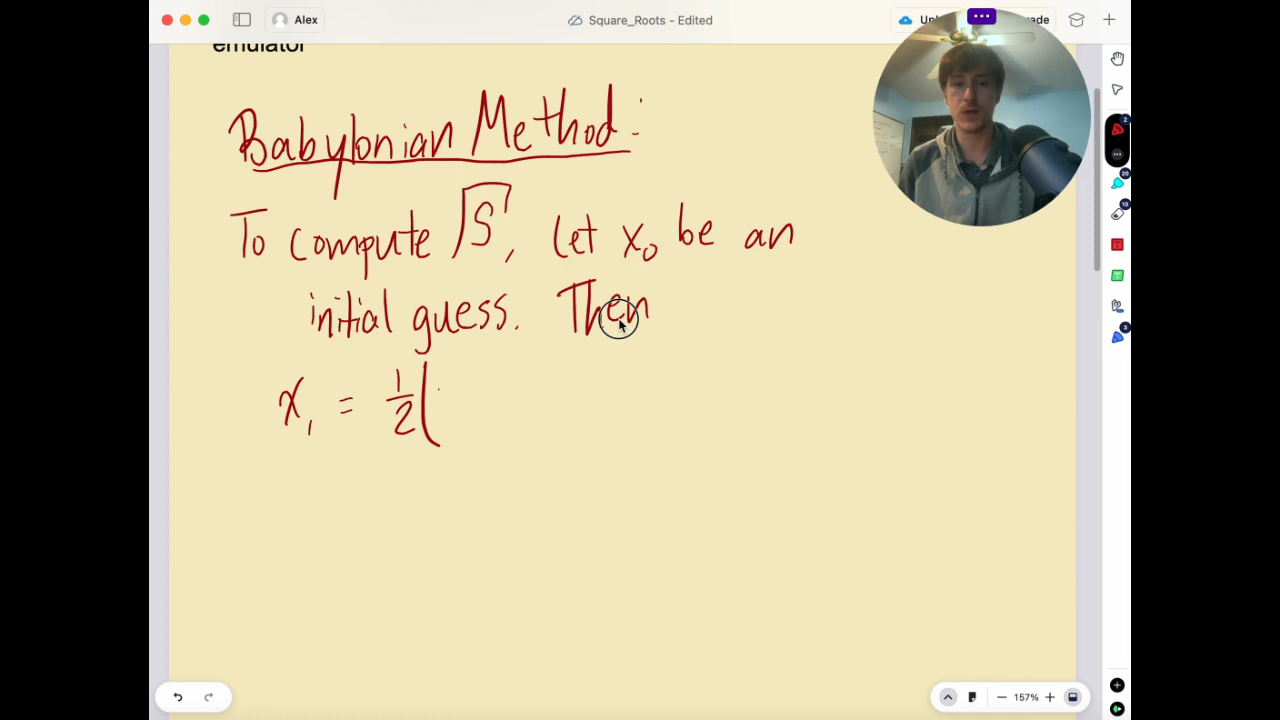 Alex
Square_Roots - Edited
emulator
Babylonian Method:
To compute √S, let x₀ be an
initial guess. Then
x₁ = 1/2(
157%